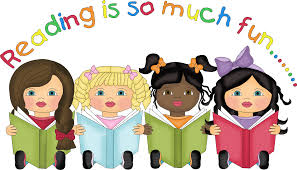 Reading is so much fun.......